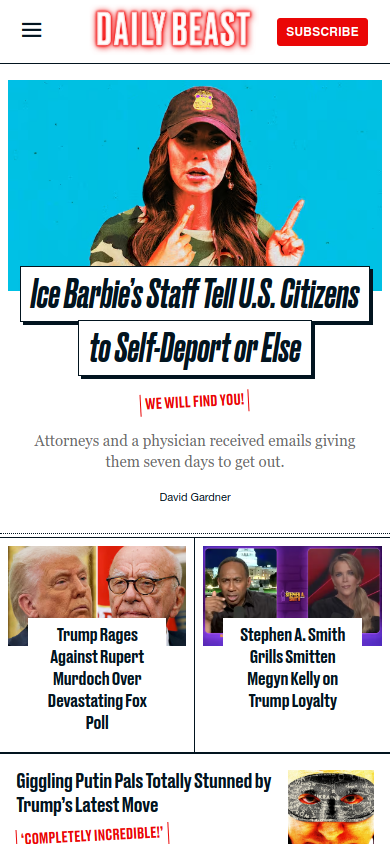 DAILY BEAST
SUBSCRIBE
Ice Barbie's Staff Tell U.S. Citizens
to Self-Deport or Else
WE WILL FIND YOU!
Attorneys and a physician received emails giving
them seven days to get out.
David Gardner
Trump Rages
Against Rupert
Murdoch Over
Devastating Fox
Poll
Stephen A. Smith
Grills Smitten
Megyn Kelly on
Trump Loyalty
Giggling Putin Pals Totally Stunned by
Trump's Latest Move
'COMPLETELY INCREDIBLE!'